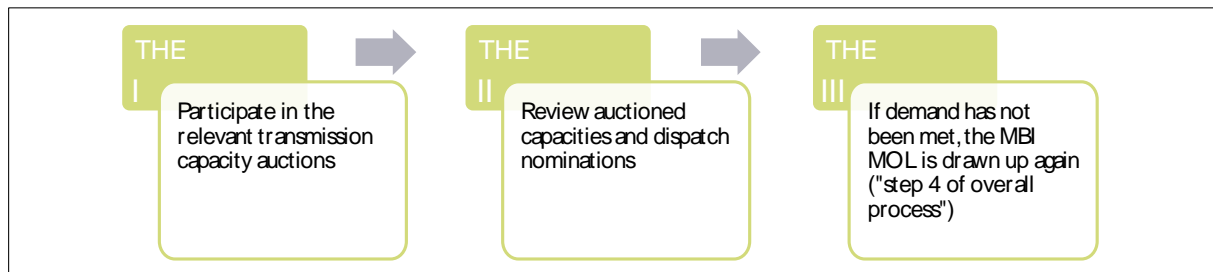 THE
I
Participate in the
relevant transmission
capacity auctions
THE
II
Review auctioned
capacities and dispatch
nominations
THE
III
If demand has not
been met, the MBI
MOL is drawn up again
("step 4 of overall
process")